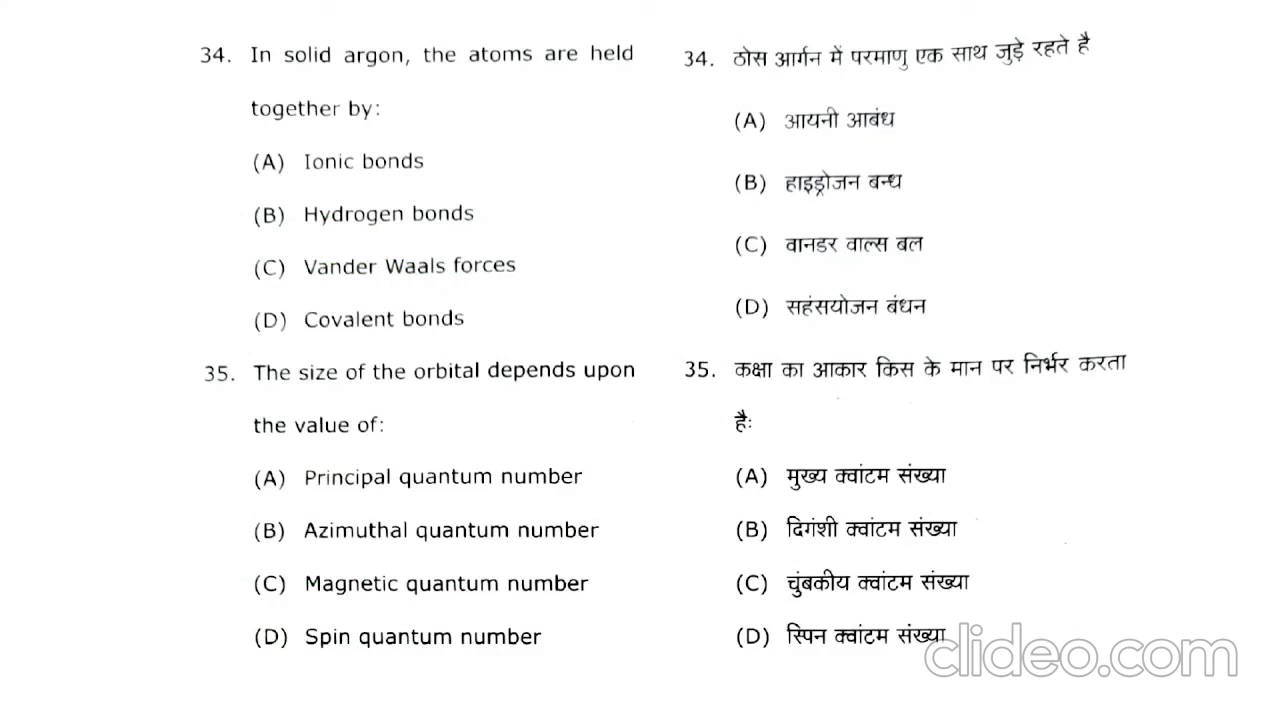 34. In solid argon, the atoms are held
together by:
(A) Ionic bonds
(B) Hydrogen bonds
(C) Vander Waals forces
(D) Covalent bonds
35. The size of the orbital depends upon
the value of:
(A) Principal quantum number
(B) Azimuthal quantum number
(C) Magnetic quantum number
(D) Spin quantum number
34. ठोस आर्गन में परमाणु एक साथ जुड़े रहते है
(A) आयनी आबंध
(B) हाइड्रोजन बन्ध
(C) वानडर वाल्स बल
(D) सहंसयोजन बंधन
35. कक्षा का आकार किस के मान पर निर्भर करता
है:
(A) मुख्य क्वांटम संख्या
(B) दिगंशी क्वांटम संख्या
(C) चुंबकीय क्वांटम संख्या
(D) स्पिन क्वांटम संख्या
clideo.com